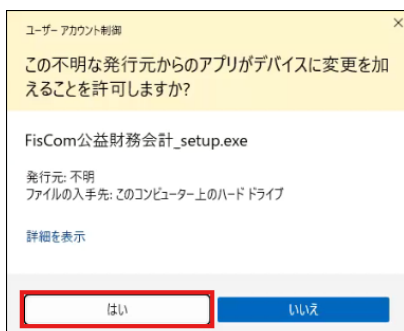 ユーザー アカウント制御
この不明な発行元からのアプリがデバイスに変更を加
えることを許可しますか?
FisCom公益財務会計_setup.exe
発行元: 不明
ファイルの入手先: このコンピューター上のハード ドライブ
詳細を表示
はい
いいえ